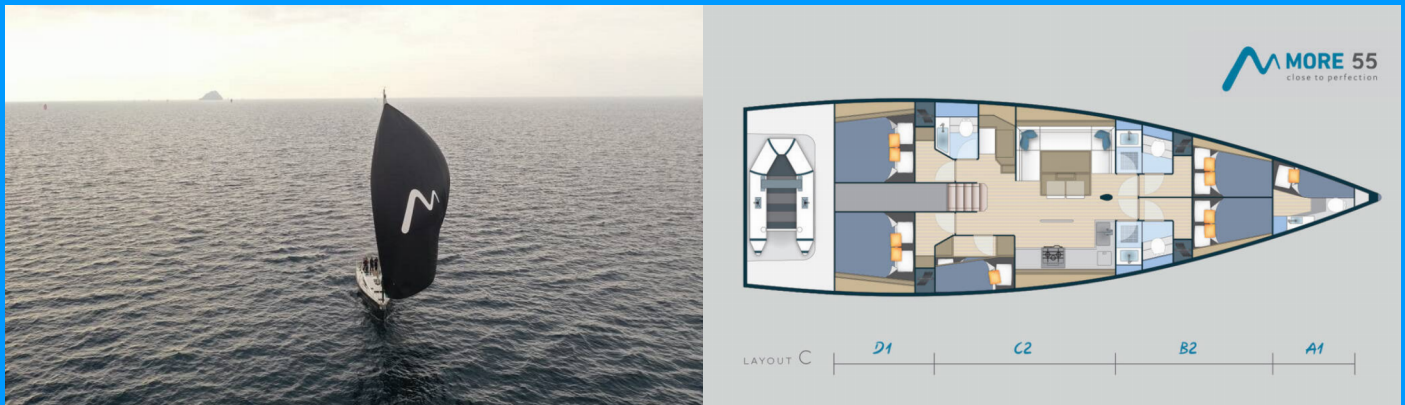 MORE 55
close to perfection
LAYOUT C
D1
C2
B2
A1